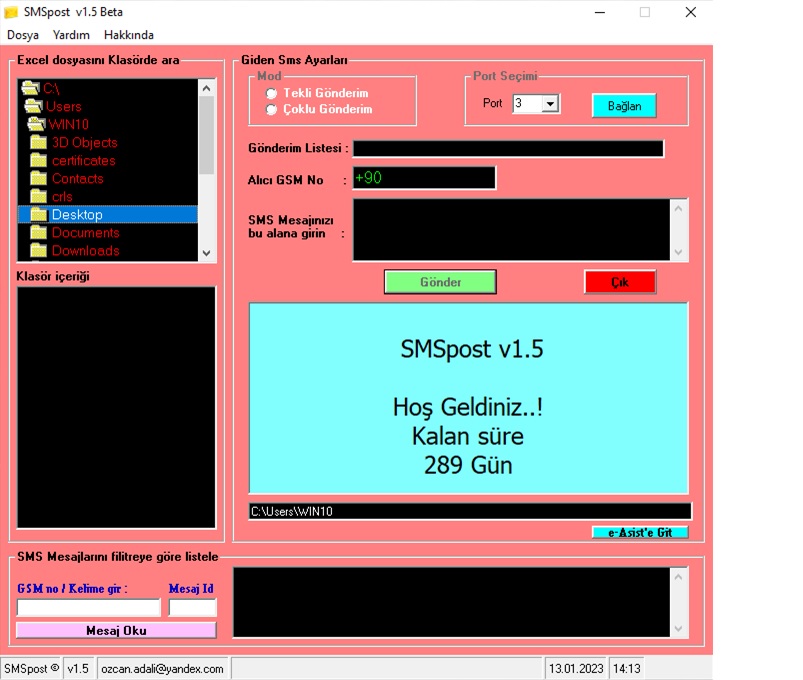 SMSpost v1.5 Beta
Dosya Yardım Hakkında
Excel dosyasını Klasörde ara
C:\
Users
WIN10
3D Objects
certificates
Contacts
crls
Desktop
Documents
Downloads
Klasör içeriği
Giden Sms Ayarları
Mod
Tekli Gönderim
Çoklu Gönderim
Port Seçimi
Port 3 Bağlan
Gönderim Listesi :
Alıcı GSM No : +90
SMS Mesajınızı
bu alana girin :
Gönder Çık
SMSpost v1.5
Hoş Geldiniz..!
Kalan süre
289 Gün
C:\Users\WIN10
e-Asist'e Git
SMS Mesajlarını filitreye göre listele
GSM no / Kelime gir : Mesaj Id
Mesaj Oku
SMSpost © v1.5 ozcan.adali@yandex.com 13.01.2023 14:13